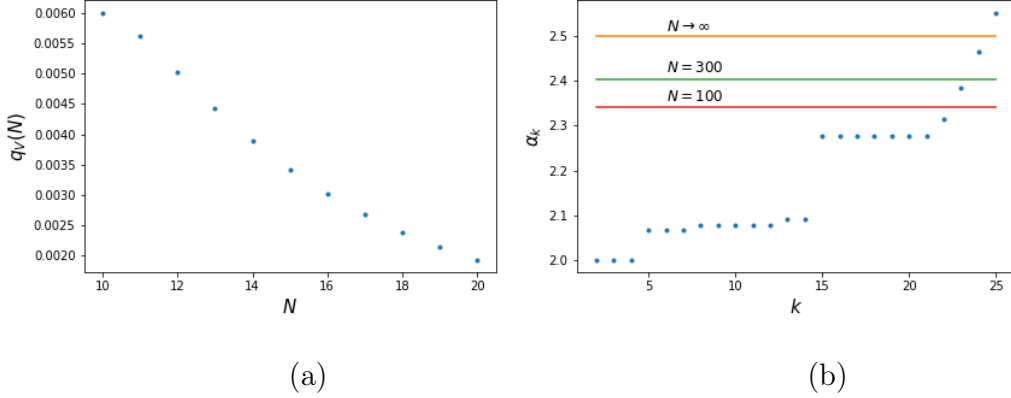 0.0060
0.0055
0.0050
0.0045
0.0040
0.0035
0.0030
0.0025
0.0020
q_V(N)
10 12 14 16 18 20
N
(a)
2.5
2.4
2.3
2.2
2.1
2.0
α_k
N → ∞
N = 300
N = 100
5 10 15 20 25
k
(b)